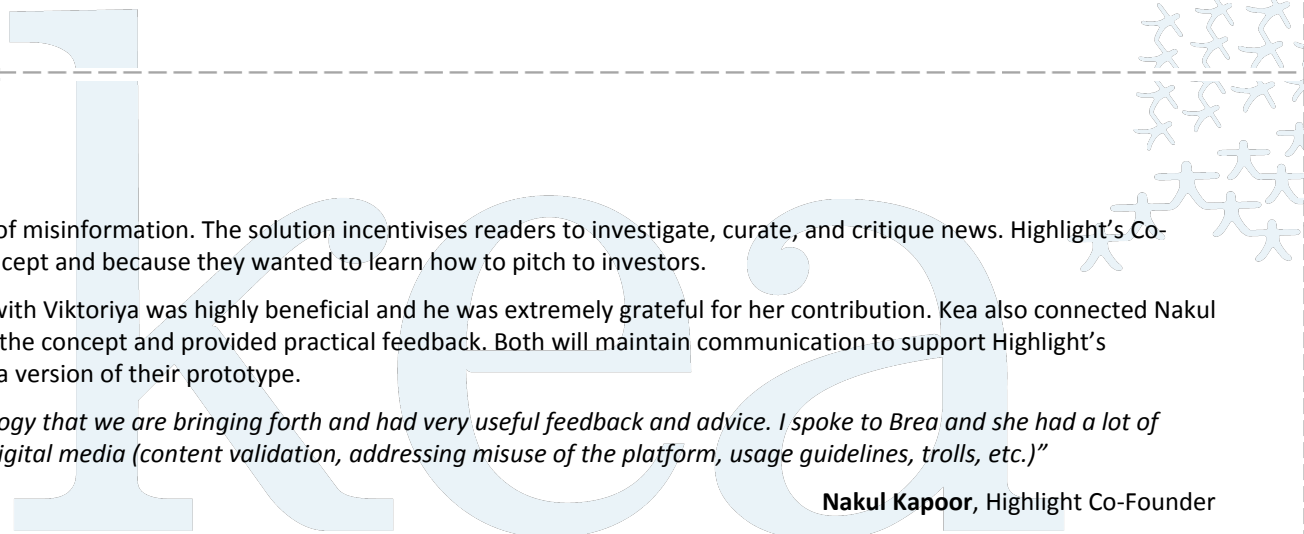 kea
of misinformation. The solution incentivises readers to investigate, curate, and critique news. Highlight’s Co-
cept and because they wanted to learn how to pitch to investors.
with Viktoriya was highly beneficial and he was extremely grateful for her contribution. Kea also connected Nakul
the concept and provided practical feedback. Both will maintain communication to support Highlight’s
a version of their prototype.
ogy that we are bringing forth and had very useful feedback and advice. I spoke to Brea and she had a lot of
igital media (content validation, addressing misuse of the platform, usage guidelines, trolls, etc.)”
Nakul Kapoor, Highlight Co-Founder